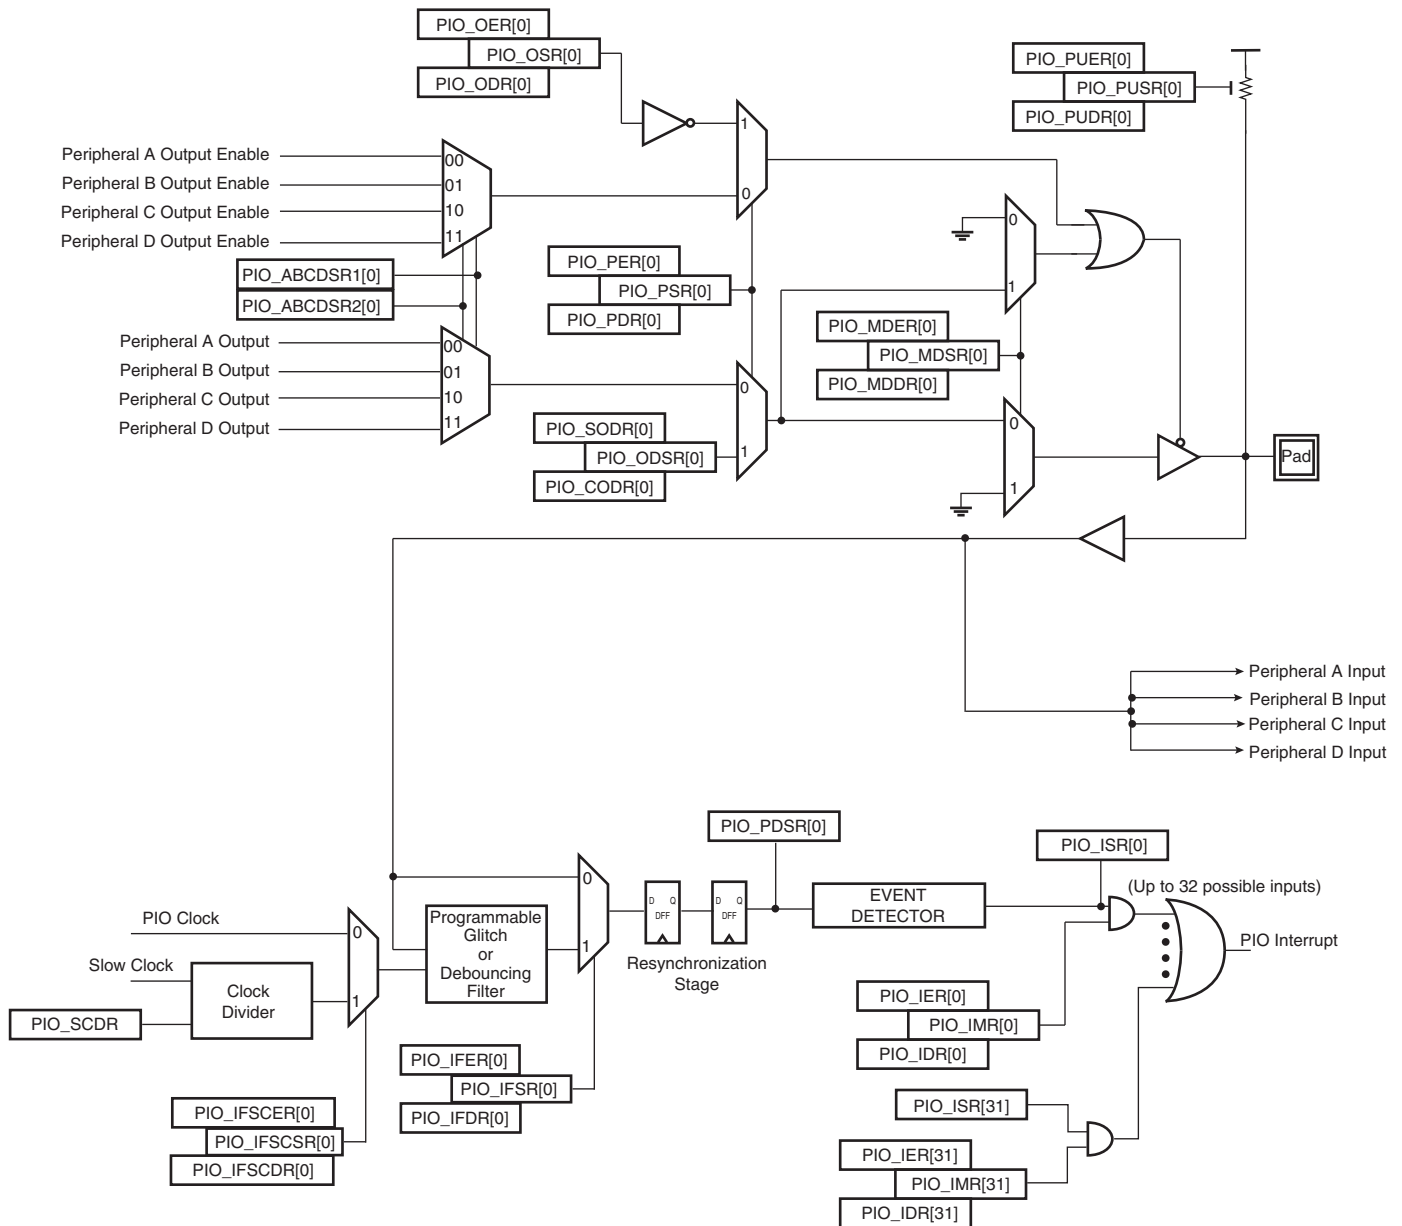 PIO_OER[0]
PIO_OSR[0]
PIO_ODR[0]
PIO_PUER[0]
PIO_PUSR[0]
PIO_PUDR[0]
1
0
Peripheral A Output Enable
Peripheral B Output Enable
Peripheral C Output Enable
Peripheral D Output Enable
00
01
10
11
PIO_ABCDSR1[0]
PIO_ABCDSR2[0]
PIO_PER[0]
PIO_PSR[0]
PIO_PDR[0]
0
1
PIO_MDER[0]
PIO_MDSR[0]
PIO_MDDR[0]
Peripheral A Output
Peripheral B Output
Peripheral C Output
Peripheral D Output
00
01
10
11
0
1
PIO_SODR[0]
PIO_ODSR[0]
PIO_CODR[0]
0
1
Pad
Peripheral A Input
Peripheral B Input
Peripheral C Input
Peripheral D Input
PIO_PDSR[0]
PIO_ISR[0]
(Up to 32 possible inputs)
0
1
D Q
DFF
D Q
DFF
Resynchronization
Stage
EVENT
DETECTOR
PIO Interrupt
PIO Clock
Slow Clock
PIO_SCDR
Clock
Divider
0
1
Programmable
Glitch
or
Debouncing
Filter
PIO_IER[0]
PIO_IMR[0]
PIO_IDR[0]
PIO_IFER[0]
PIO_IFSR[0]
PIO_IFDR[0]
PIO_IFSCER[0]
PIO_IFSCSR[0]
PIO_IFSCDR[0]
PIO_ISR[31]
PIO_IER[31]
PIO_IMR[31]
PIO_IDR[31]